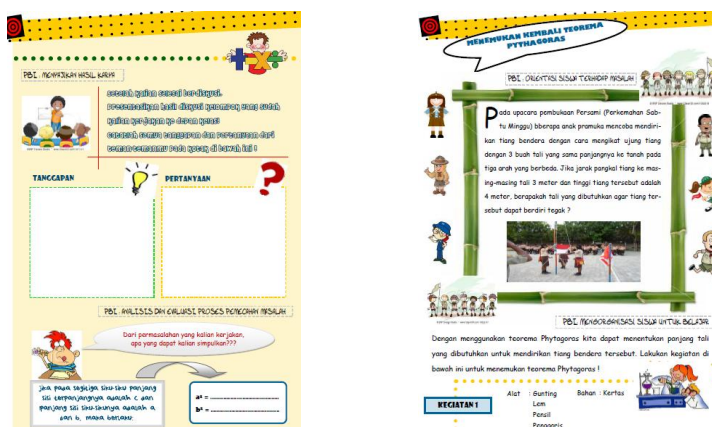 PBL. MENYAJIKAN HASIL KARYA
Setelah kalian selesai berdiskusi.
Presentasikan hasil diskusi kelompok yang sudah
kalian kerjakan ke depan kelas!
Catatlah semua tanggapan dan pertanyaan dari
teman-temanmu pada kotak di bawah ini !
TANGGAPAN
PERTANYAAN
PBL. ANALISIS DAN EVALUASI PROSES PEMECAHAN MASALAH
Dari permasalahan yang kalian kerjakan,
apa yang dapat kalian simpulkan???
Jika pada segitiga siku-siku panjang
sisi terpanjangnya adalah c dan
panjang sisi siku-sikunya adalah a
dan b, maka berlaku:
a² = ...
b² = ...
MENEMUKAN KEMBALI TEOREMA
PYTHAGORAS
PBL. ORIENTASI SISWA TERHADAP MASALAH
Pada upacara pembukaan Persami (Perkemahan Sab-
tu Minggu) bberapa anak pramuka mencoba mendiri-
kan tiang bendera dengan cara mengikat ujung tiang
dengan 3 buah tali yang sama panjangnya ke tanah pada
tiga arah yang berbeda. Jika jarak pangkal tiang ke mas-
ing-masing tali 3 meter dan tinggi tiang tersebut adalah
4 meter, berapakah tali yang dibutuhkan agar tiang ter-
sebut dapat berdiri tegak ?
PBL. MENGORGANISASI SISWA UNTUK BELAJAR
Dengan menggunakan teorema Phytagoras kita dapat menentukan panjang tali
yang dibutuhkan untuk mendirikan tiang bendera tersebut. Lakukan kegiatan di
bawah ini untuk menemukan teorema Phytagoras !
KEGIATAN 1
Alat : Gunting
Lem
Pensil
Penggaris
Bahan : Kertas